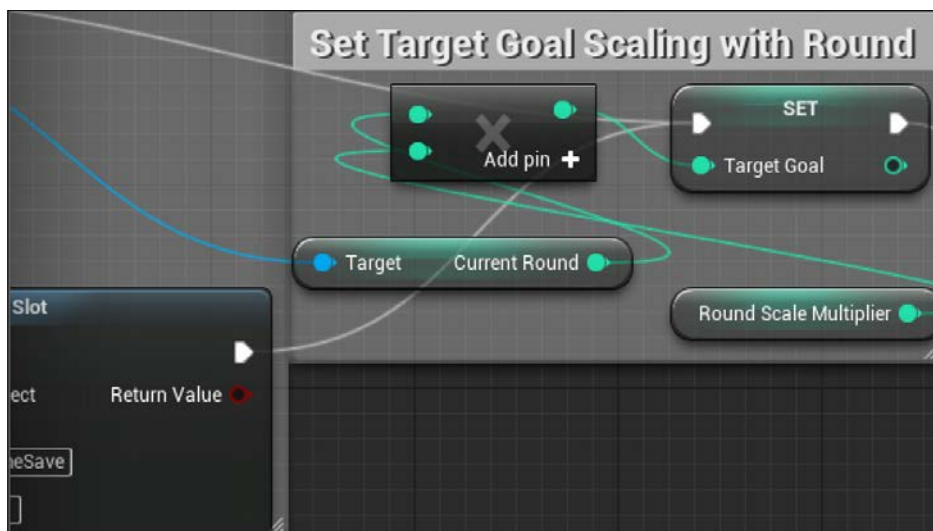 Set Target Goal Scaling with Round
SET
Add pin
Target Goal
Target Current Round
Slot
Round Scale Multiplier
ect Return Value
eSave